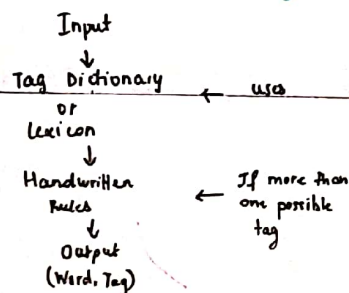 Input
↓
Tag Dictionary ← uses
or
Lexicon
↓
Handwritten ← If more than
Rules one possible
↓ tag
Output
(Word, Tag)